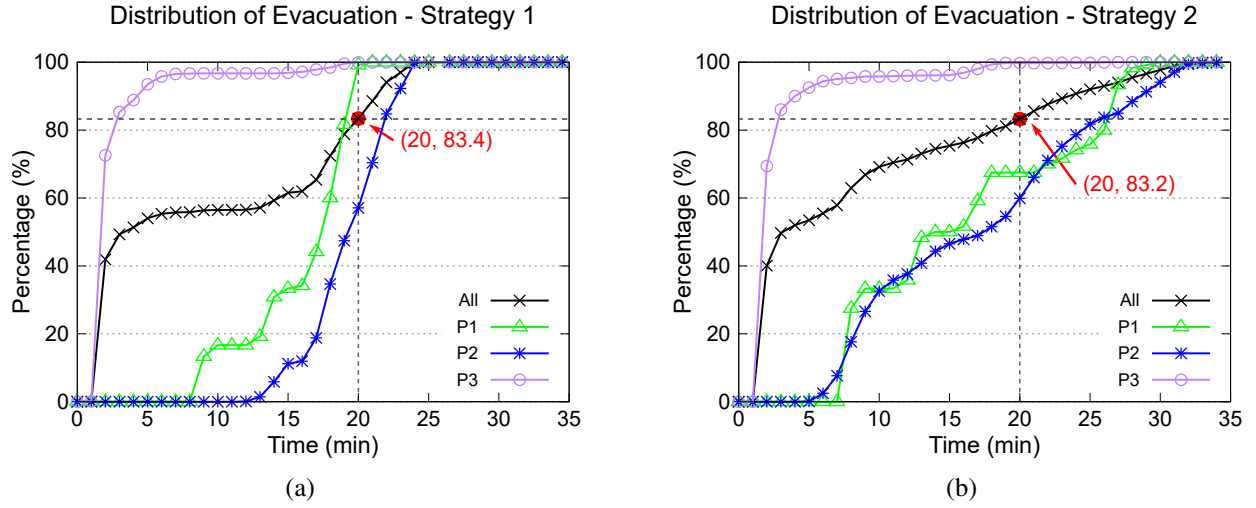 Distribution of Evacuation - Strategy 1
100
80
60
40
20
0
Percentage (%)
(20, 83.4)
All
P1
P2
P3
0 5 10 15 20 25 30 35
Time (min)
(a)
Distribution of Evacuation - Strategy 2
100
80
60
40
20
0
Percentage (%)
(20, 83.2)
All
P1
P2
P3
0 5 10 15 20 25 30 35
Time (min)
(b)